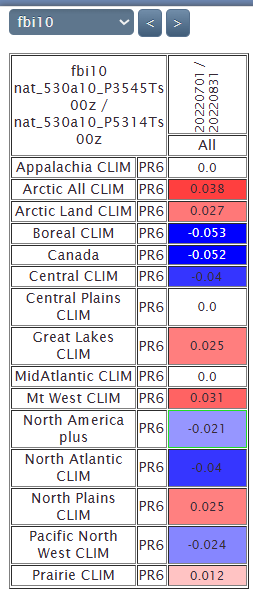 fbi10
<
>
fbi10
nat_530a10_P3545Ts
00z /
nat_530a10_P5314Ts
00z
20220701 /
20220831
All
Appalachia CLIM PR6 0.0
Arctic All CLIM PR6 0.038
Arctic Land CLIM PR6 0.027
Boreal CLIM PR6 -0.053
Canada PR6 -0.052
Central CLIM PR6 -0.04
Central Plains
CLIM PR6 0.0
Great Lakes
CLIM PR6 0.025
MidAtlantic CLIM PR6 0.0
Mt West CLIM PR6 0.031
North America
plus PR6 -0.021
North Atlantic
CLIM PR6 -0.04
North Plains
CLIM PR6 0.025
Pacific North
West CLIM PR6 -0.024
Prairie CLIM PR6 0.012